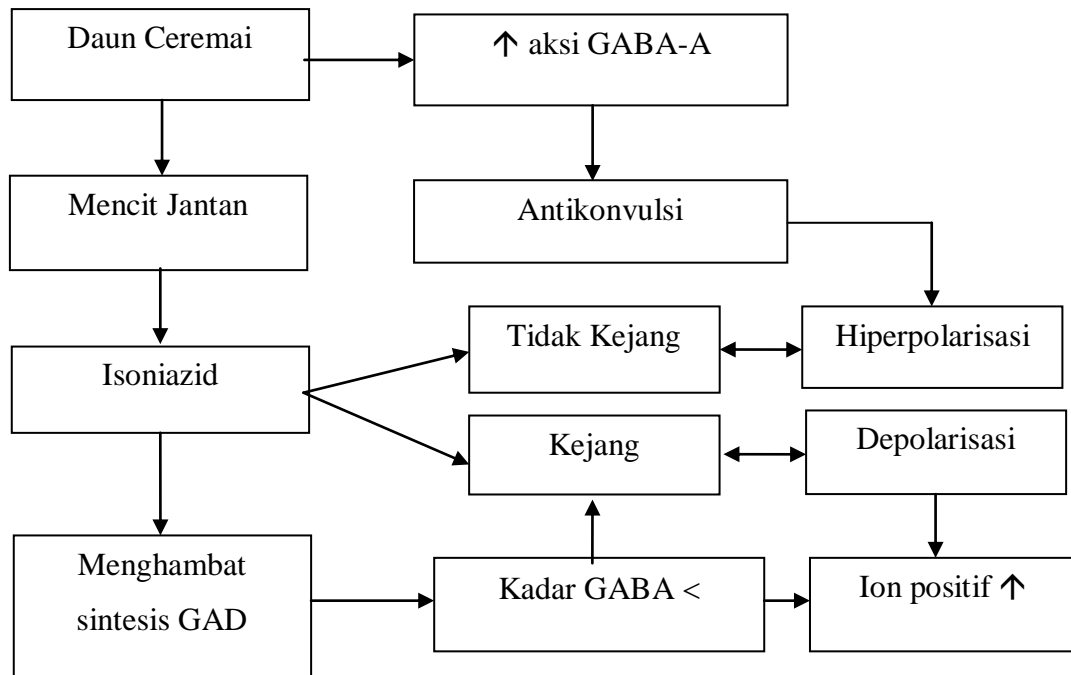 Daun Ceremai
↑ aksi GABA-A
Mencit Jantan
Antikonvulsi
Tidak Kejang
Hiperpolarisasi
Isoniazid
Kejang
Depolarisasi
Menghambat
sintesis GAD
Kadar GABA <
Ion positif ↑